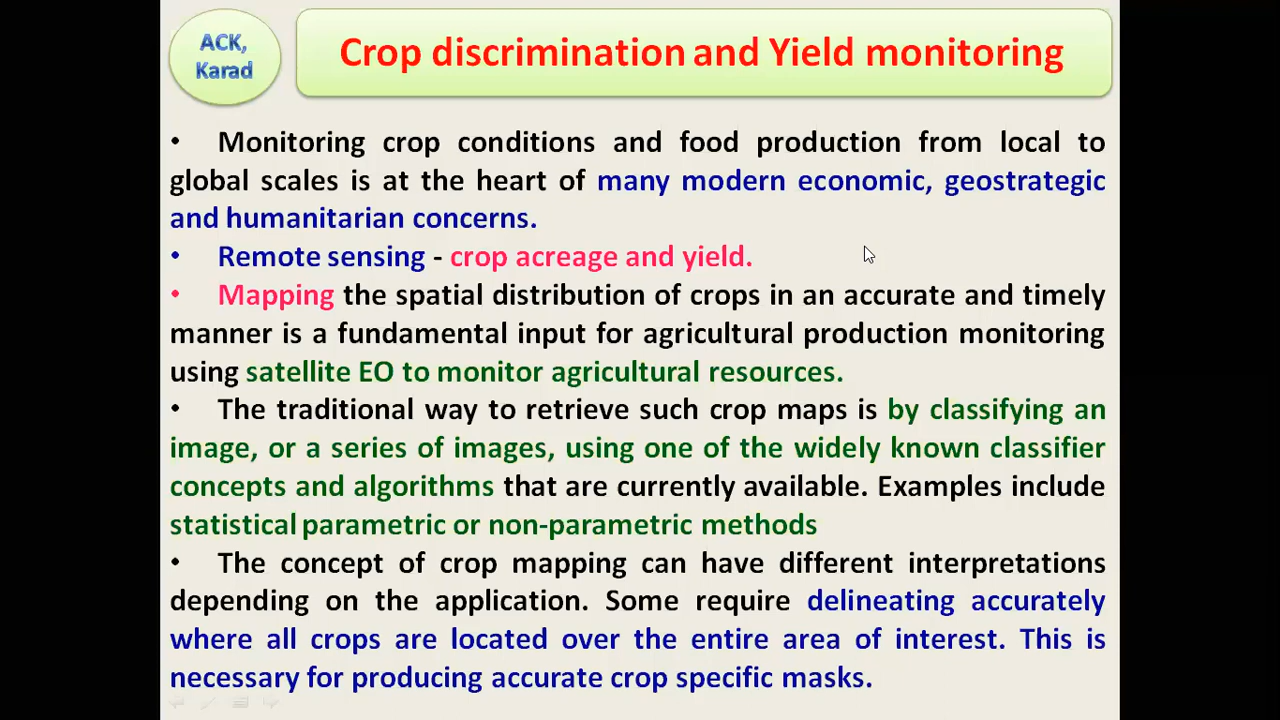 ACK,
Karad
Crop discrimination and Yield monitoring
• Monitoring crop conditions and food production from local to
global scales is at the heart of many modern economic, geostrategic
and humanitarian concerns.
• Remote sensing - crop acreage and yield.
• Mapping the spatial distribution of crops in an accurate and timely
manner is a fundamental input for agricultural production monitoring
using satellite EO to monitor agricultural resources.
• The traditional way to retrieve such crop maps is by classifying an
image, or a series of images, using one of the widely known classifier
concepts and algorithms that are currently available. Examples include
statistical parametric or non-parametric methods
• The concept of crop mapping can have different interpretations
depending on the application. Some require delineating accurately
where all crops are located over the entire area of interest. This is
necessary for producing accurate crop specific masks.